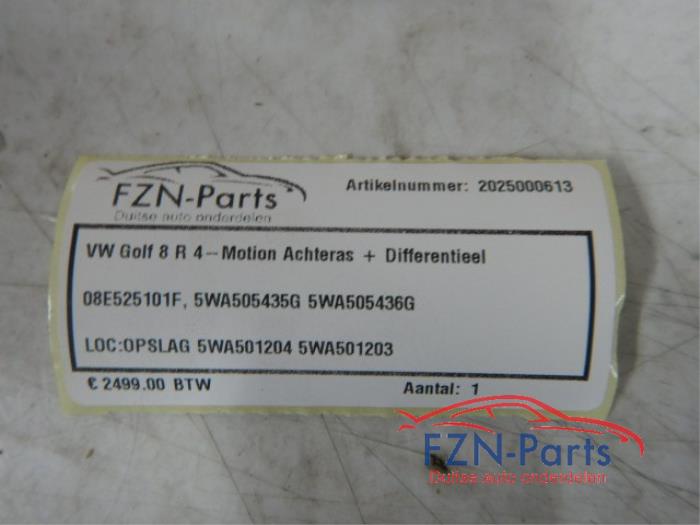 FZN-Parts
Duitse auto onderdelen
Artikelnummer: 2025000613
VW Golf 8 R 4-Motion Achteras + Differentieel
08E525101F, 5WA505435G 5WA505436G
LOC:OPSLAG 5WA501204 5WA501203
€ 2499.00 BTW
Aantal: 1
FZN-Parts
Duitse auto onderdelen